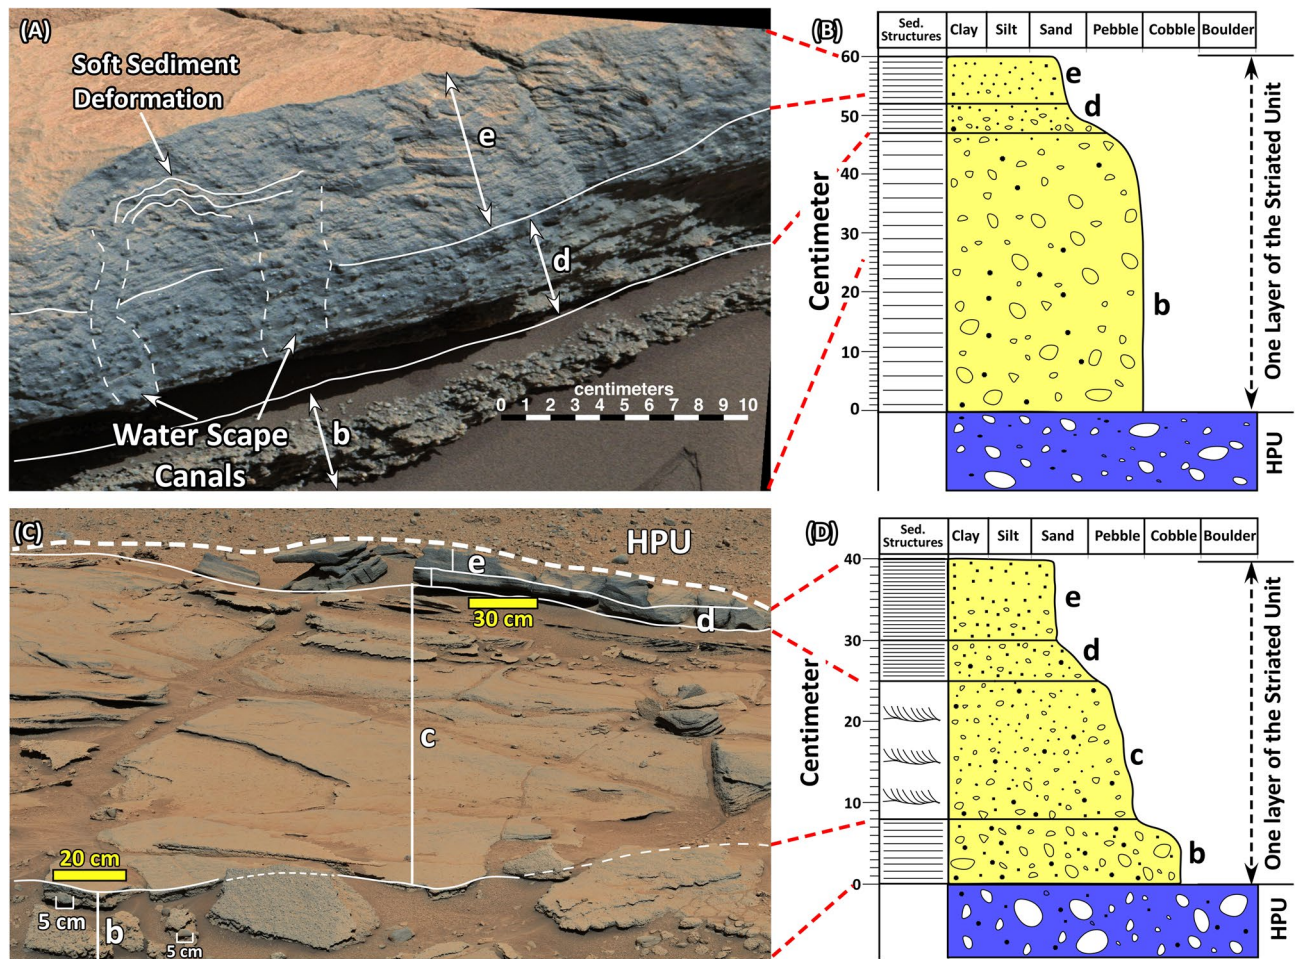 (A)
Soft Sediment
Deformation
e
d
b
Water Scape
Canals
centimeters
0 1 2 3 4 5 6 7 8 9 10
(B)
Sed.
Structures
Clay Silt Sand Pebble Cobble Boulder
60
50
40
30
20
10
0
Centimeter
e
d
b
One Layer of the Striated Unit
HPU
(C)
HPU
e
d
30 cm
c
20 cm
5 cm
b
5 cm
(D)
Sed.
Structures
Clay Silt Sand Pebble Cobble Boulder
40
30
20
10
0
Centimeter
e
d
c
b
One layer of the Striated Unit
HPU